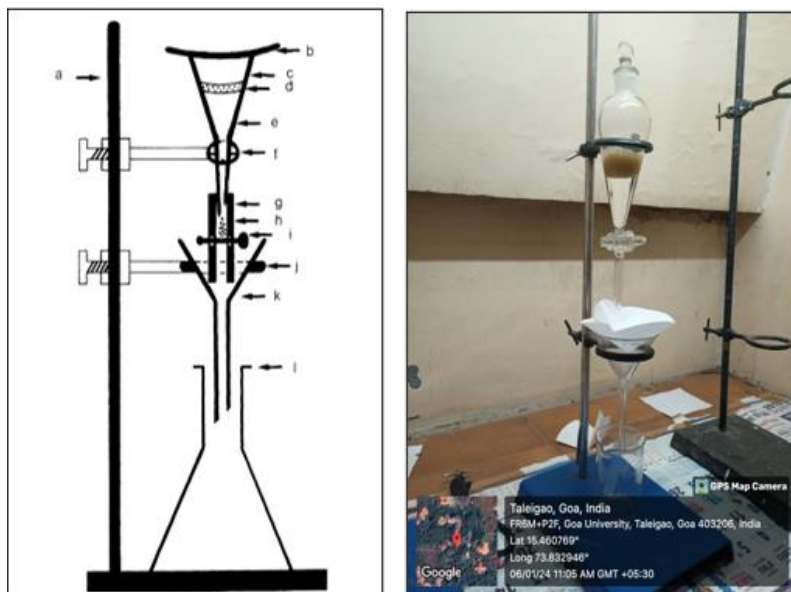 a
b
c
d
e
f
g
h
i
j
k
l
GPS Map Camera
Taleigao, Goa, India
FR6M+P2F, Goa University, Taleigao, Goa 403206, India
Lat 15.460769°
Long 73.832946°
06/01/24 11:05 AM GMT +05:30
Google